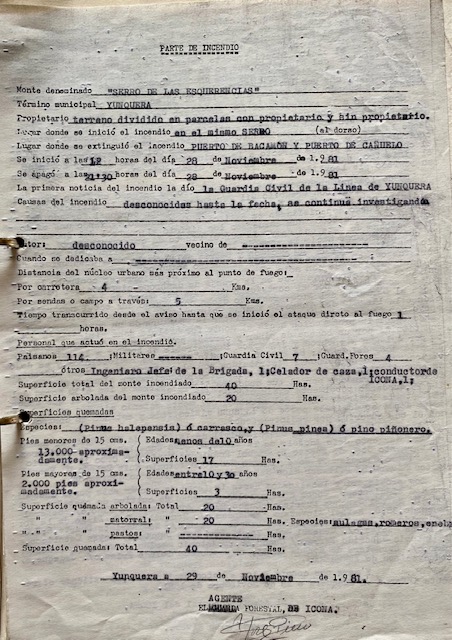 PARTE DE INCENDIO
Monte denominado "SERRO DE LAS ESQUERENCIAS"
Término municipal YUNQUERA
Propietario terreno dividido en parcelas con propietario y sin propietario.
Lugar donde se inició el incendio en el mismo SERRO (al dorso)
Lugar donde se extinguió el incendio PUERTO DE BACAMÓN Y PUERTO DE CAÑUELO
Se inició a las 12 horas del día 28 de Noviembre de 1.981
Se apagó a las 21'30 horas del día 28 de Noviembre de 1.981
La primera noticia del incendio la dió la Guardia Civil de la Linea de YUNQUERA
Causas del incendio desconocidas hasta la fecha, se continua investigando
Autor: desconocido vecino de --------------------
Cuando se dedicaba a --------------------
Distancia del núcleo urbano más próximo al punto de fuego:
Por carretera 4 Kms.
Por sendas o campo a través: 5 Kms.
Tiempo transcurrido desde el aviso hasta que se inició el ataque dircto al fuego 1
horas.
Personal que actuó en el incendio.
Paisanos 114 ;Militares ------ ;Guardia Civil 7 ;Guard.Fores 4
ótros Ingeniero Jefe de la Brigada, 1;Celador de caza,1;conductor de
ICONA,1;
Superficie total del monte incendiado 40 Has.
Superficie arbolada del monte incendiado 20 Has.
Superficies quemadas
Especies: (Pinus halepensis) ó carrasco,y (Pinus pinea) ó pino piñonero.
Pies menores de 15 cms. Edades menos de10 años
13.000 aproximadamente. Superficies 17 Has.
Pies mayores de 15 cms. Edades entre10 y30 años
2.000 pies aproximadamente. Superficies 3 Has.
Superficie quemada arbolada: Total 20 Has.
" " matorral: " 20 Has. Especies: aulagas,romeros,
" " pastos: " ---------------- Has.
Superficie quemada: Total 40 Has.
Yunquera a 29 de Noviembre de 1.981.
AGENTE
FORESTAL, DE ICONA.